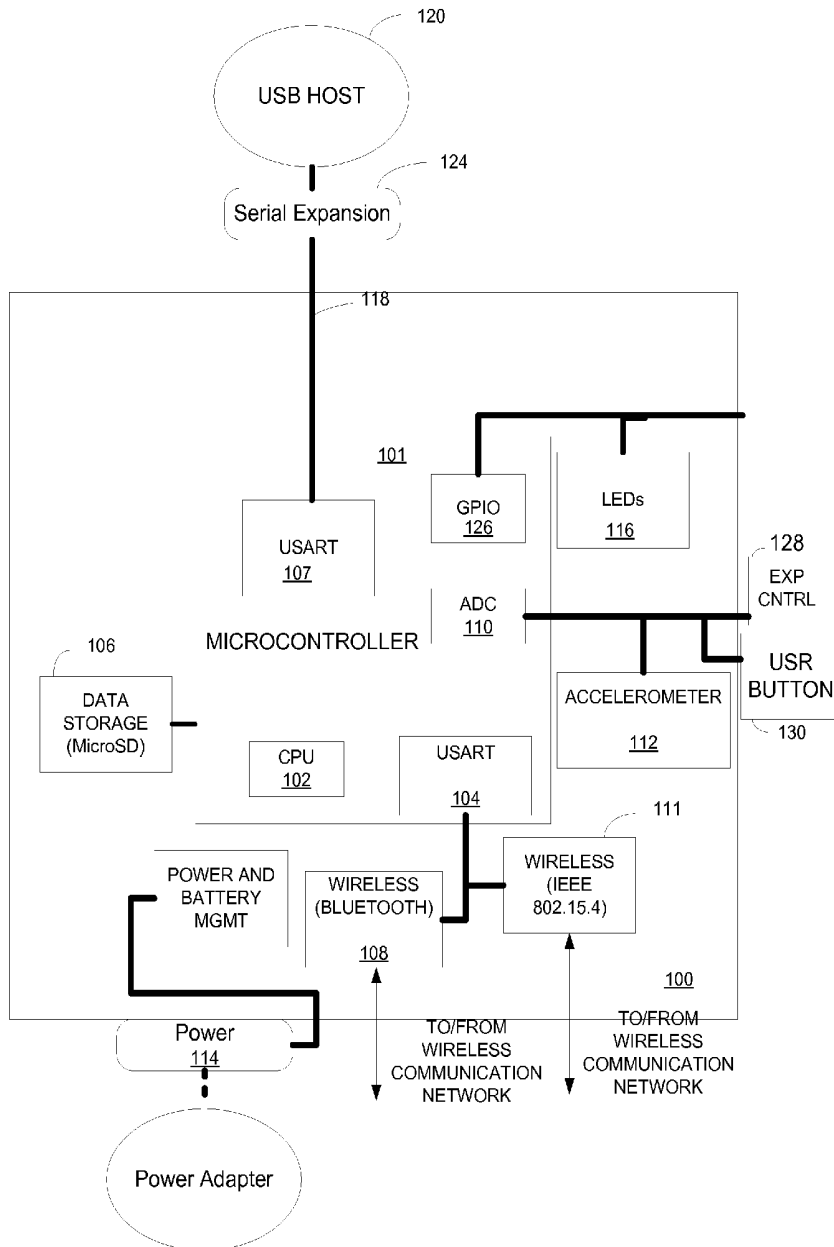 120
USB HOST
124
Serial Expansion
118
101
GPIO
126
LEDs
116
USART
107
128
EXP
CNTRL
ADC
110
MICROCONTROLLER
USR
BUTTON
130
106
DATA
STORAGE
(MicroSD)
ACCELEROMETER
112
CPU
102
USART
104
111
WIRELESS
(IEEE
802.15.4)
POWER AND
BATTERY
MGMT
WIRELESS
(BLUETOOTH)
108
100
Power
114
TO/FROM
WIRELESS
COMMUNICATION
NETWORK
TO/FROM
WIRELESS
COMMUNICATION
NETWORK
Power Adapter